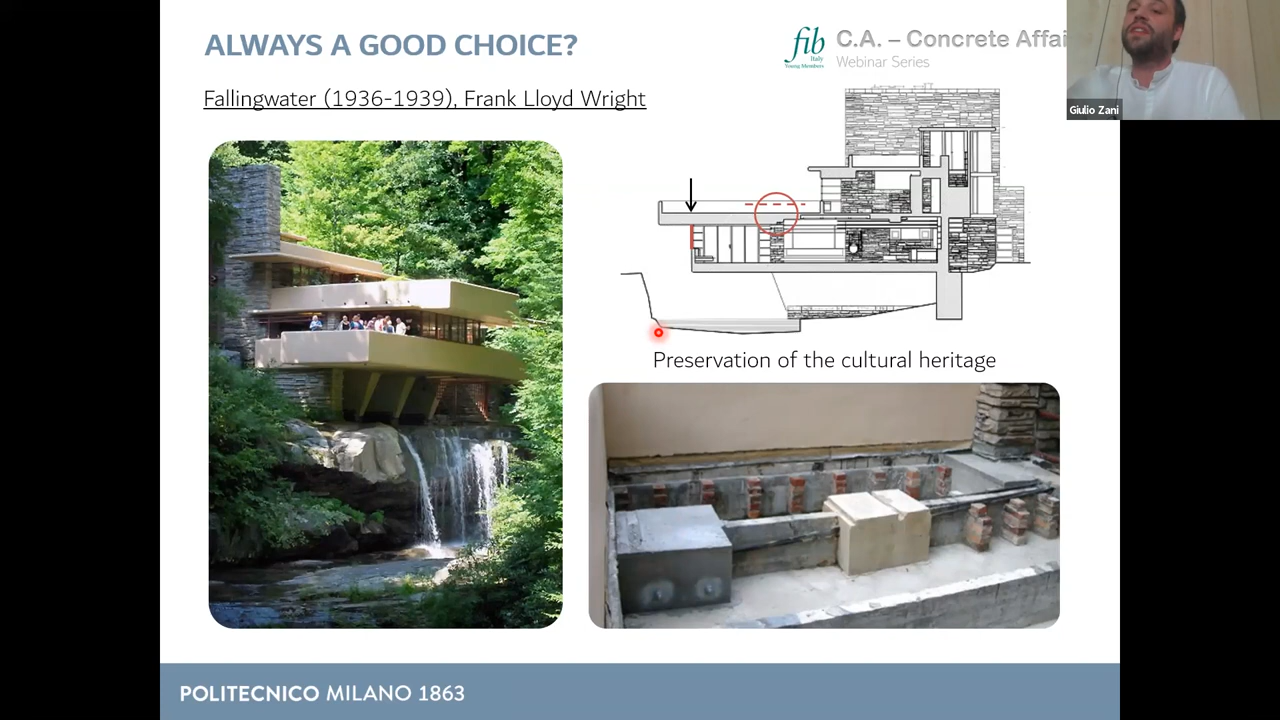 ALWAYS A GOOD CHOICE?
fib
Italy
Young Members
C.A. – Concrete Affai
Webinar Series
Giulio Zani
Fallingwater (1936-1939), Frank Lloyd Wright
Preservation of the cultural heritage
POLITECNICO MILANO 1863